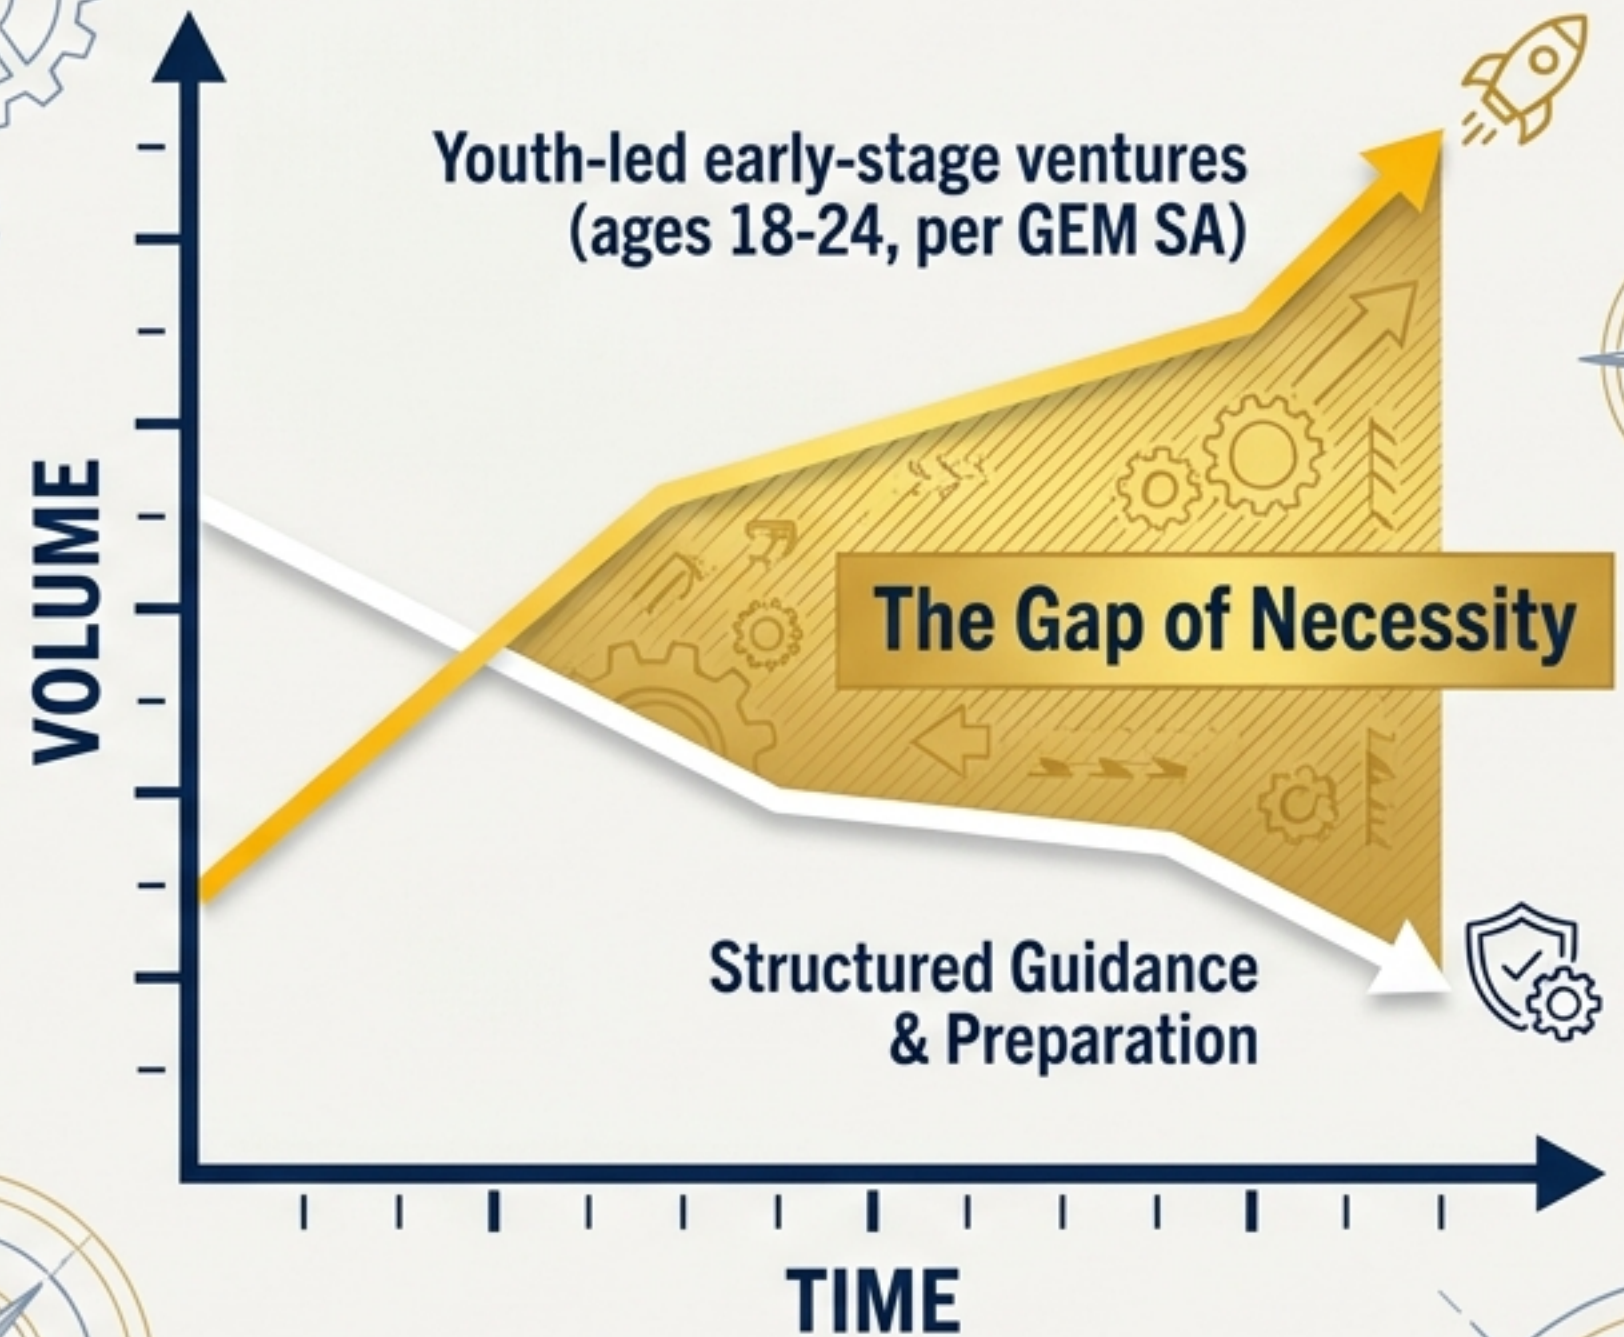 Youth-led early-stage ventures
(ages 18-24, per GEM SA)
VOLUME
The Gap of Necessity
Structured Guidance
& Preparation
TIME